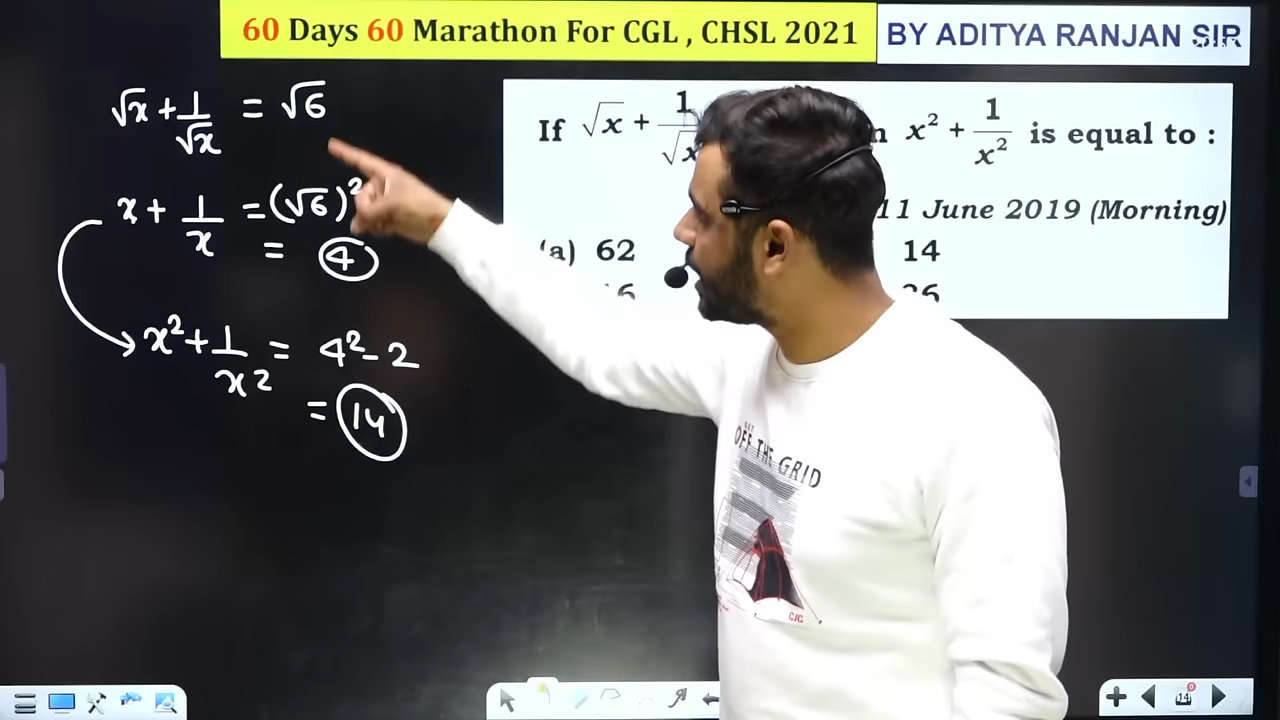 60 Days 60 Marathon For CGL , CHSL 2021
BY ADITYA RANJAN SIR
√x + 1/√x = √6
x + 1/x = (√6)²
= 4
x² + 1/x² = 4² - 2
= 14
If √x + 1/√x x² + 1/x² is equal to :
11 June 2019 (Morning)
(a) 62 14
OFF THE GRID
CJC
14